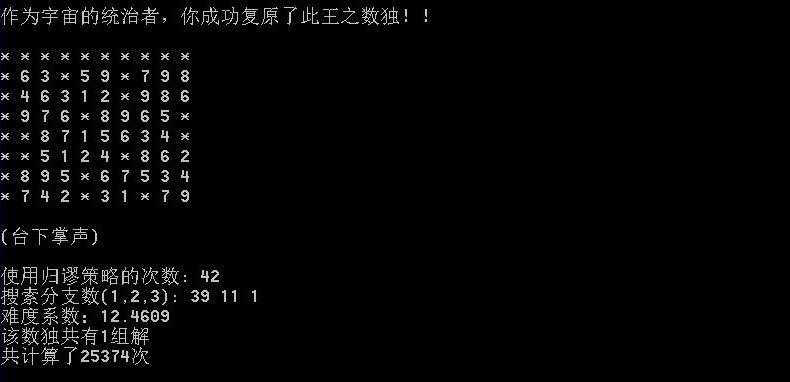 作为宇宙的统治者，你成功复原了此王之数独！！
* * * * * * * * * *
* 6 3 * 5 9 * 7 9 8
* 4 6 3 1 2 * 9 8 6
* 9 7 6 * 8 9 6 5 *
* * 8 7 1 5 6 3 4 *
* * 5 1 2 4 * 8 6 2
* 8 9 5 * 6 7 5 3 4
* 7 4 2 * 3 1 * 7 9
(台下掌声)
使用归谬策略的次数: 42
搜索分支数(1,2,3): 39 11 1
难度系数: 12.4609
该数独共有1组解
共计算了25374次